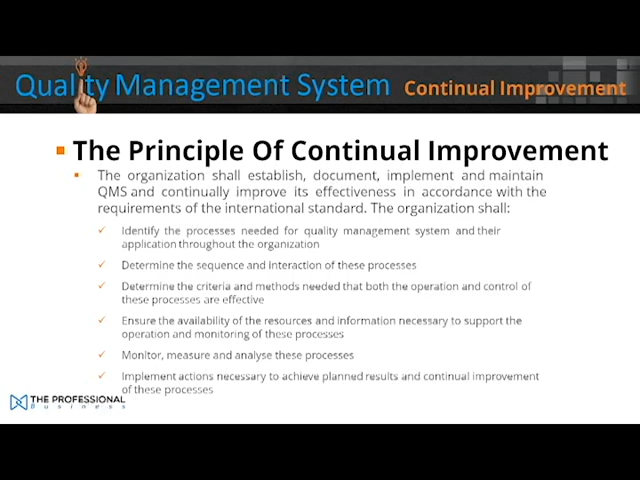 Quality Management System Continual Improvement
The Principle Of Continual Improvement
The organization shall establish, document, implement and maintain
QMS and continually improve its effectiveness in accordance with the
requirements of the international standard. The organization shall:
Identify the processes needed for quality management system and their
application throughout the organization
Determine the sequence and interaction of these processes
Determine the criteria and methods needed that both the operation and control of
these processes are effective
Ensure the availability of the resources and information necessary to support the
operation and monitoring of these processes
Monitor, measure and analyse these processes
Implement actions necessary to achieve planned results and continual improvement
of these processes
THE PROFESSIONAL
Business